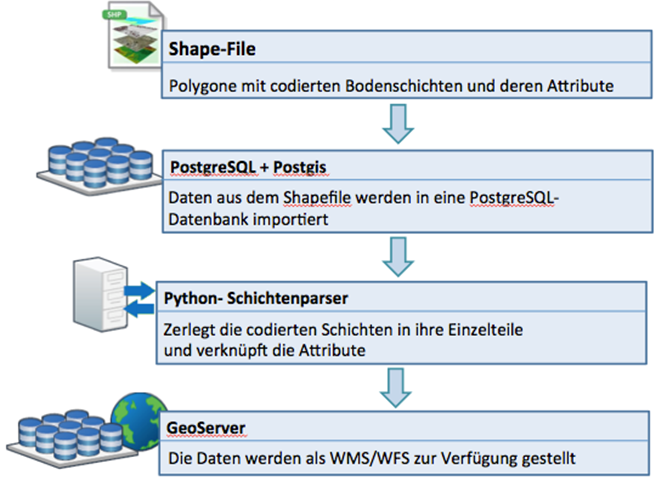 SHP
Shape-File
Polygone mit codierten Bodenschichten und deren Attribute
PostgreSQL + Postgis
Daten aus dem Shapefile werden in eine PostgreSQL-
Datenbank importiert
Python- Schichtenparser
Zerlegt die codierten Schichten in ihre Einzelteile
und verknüpft die Attribute
GeoServer
Die Daten werden als WMS/WFS zur Verfügung gestellt